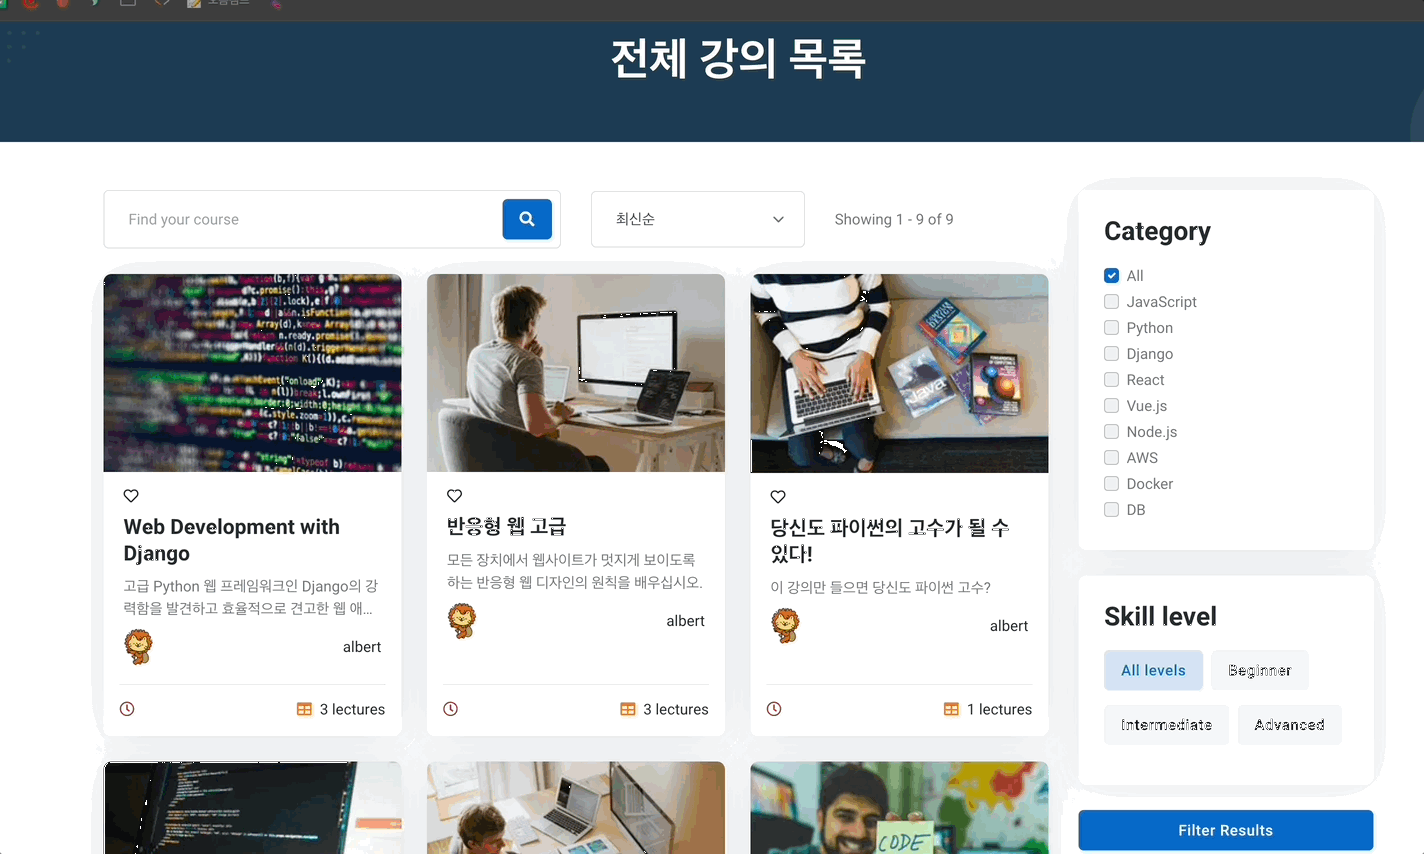 전체 강의 목록
Find your course
최신순
Showing 1 - 9 of 9
Web Development with
Django
고급 Python 웹 프레임워크인 Django의 강
력함을 발견하고 효율적으로 견고한 웹 애...
albert
3 lectures
반응형 웹 고급
모든 장치에서 웹사이트가 멋지게 보이도록
하는 반응형 웹 디자인의 원칙을 배우십시오.
albert
3 lectures
당신도 파이썬의 고수가 될 수
있다!
이 강의만 들으면 당신도 파이썬 고수?
albert
1 lectures
CODE
Category
All
JavaScript
Python
Django
React
Vue.js
Node.js
AWS
Docker
DB
Skill level
All levels
Beginner
Intermediate
Advanced
Filter Results